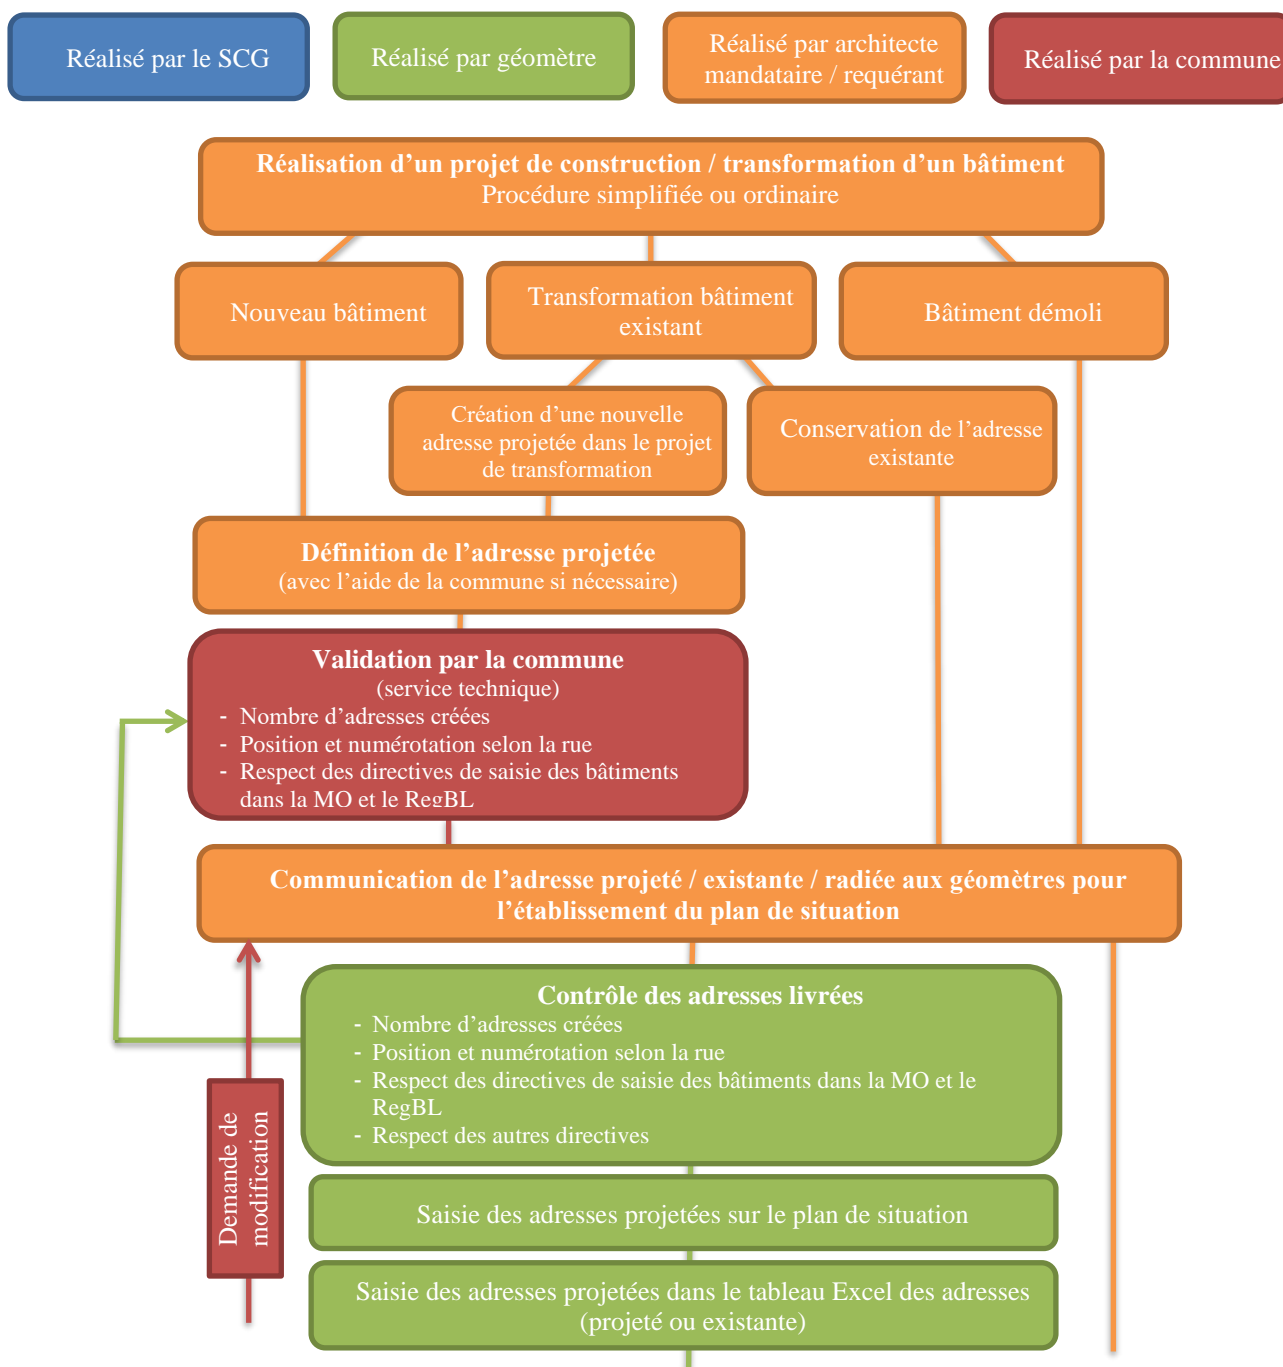 Réalisé par le SCG
Réalisé par géomètre
Réalisé par architecte
mandataire / requérant
Réalisé par la commune
Réalisation d’un projet de construction / transformation d’un bâtiment
Procédure simplifiée ou ordinaire
Nouveau bâtiment
Transformation bâtiment
existant
Bâtiment démoli
Création d’une nouvelle
adresse projetée dans le projet
de transformation
Conservation de l’adresse
existante
Définition de l’adresse projetée
(avec l’aide de la commune si nécessaire)
Validation par la commune
(service technique)
- Nombre d’adresses créées
- Position et numérotation selon la rue
- Respect des directives de saisie des bâtiments
dans la MO et le RegBL
Communication de l’adresse projeté / existante / radiée aux géomètres pour
l’établissement du plan de situation
Contrôle des adresses livrées
- Nombre d’adresses créées
- Position et numérotation selon la rue
- Respect des directives de saisie des bâtiments dans la MO et le
RegBL
- Respect des autres directives
Demande de
modification
Saisie des adresses projetées sur le plan de situation
Saisie des adresses projetées dans le tableau Excel des adresses
(projeté ou existante)